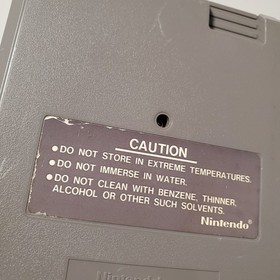 CAUTION
• DO NOT STORE IN EXTREME TEMPERATURES.
• DO NOT IMMERSE IN WATER.
• DO NOT CLEAN WITH BENZENE, THINNER,
ALCOHOL OR OTHER SUCH SOLVENTS.
Nintendo®
Nintendo